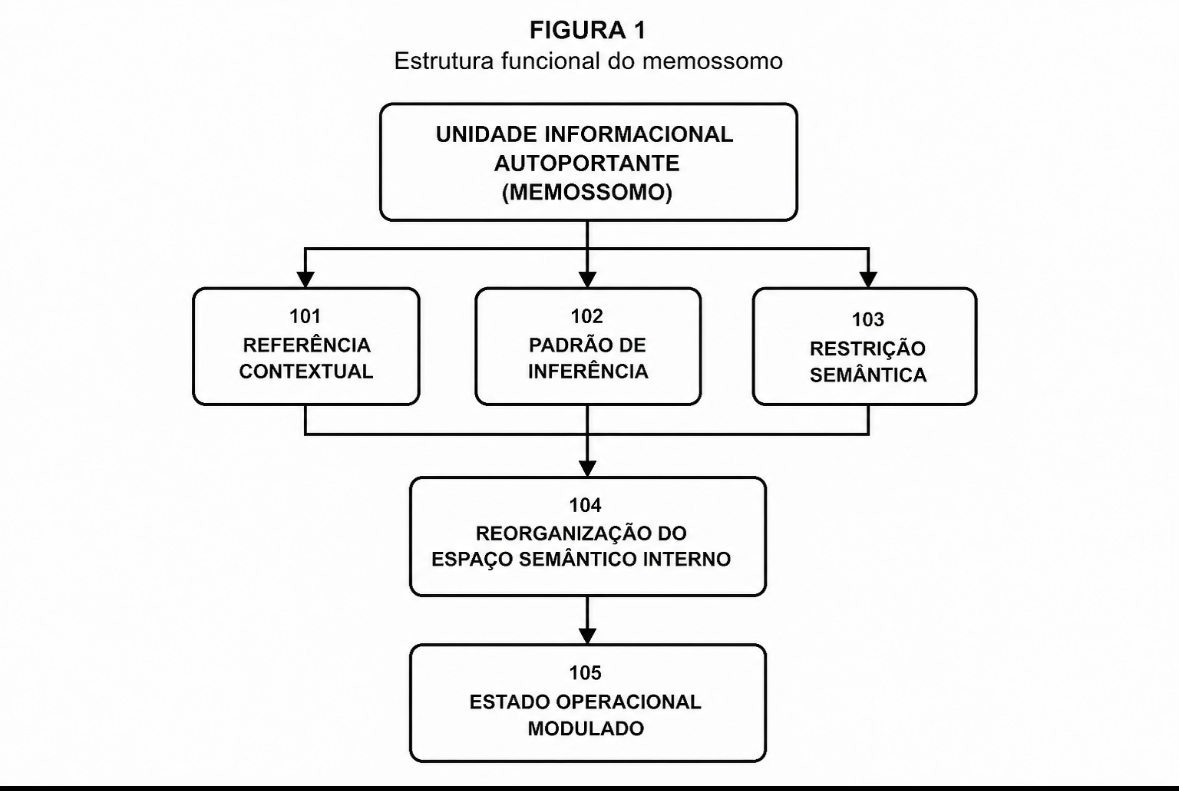 FIGURA 1
Estrutura funcional do memossomo
UNIDADE INFORMACIONAL
AUTOPORTANTE
(MEMOSSOMO)
101
REFERÊNCIA
CONTEXTUAL
102
PADRÃO DE
INFERÊNCIA
103
RESTRIÇÃO
SEMÂNTICA
104
REORGANIZAÇÃO DO
ESPAÇO SEMÂNTICO INTERNO
105
ESTADO OPERACIONAL
MODULADO